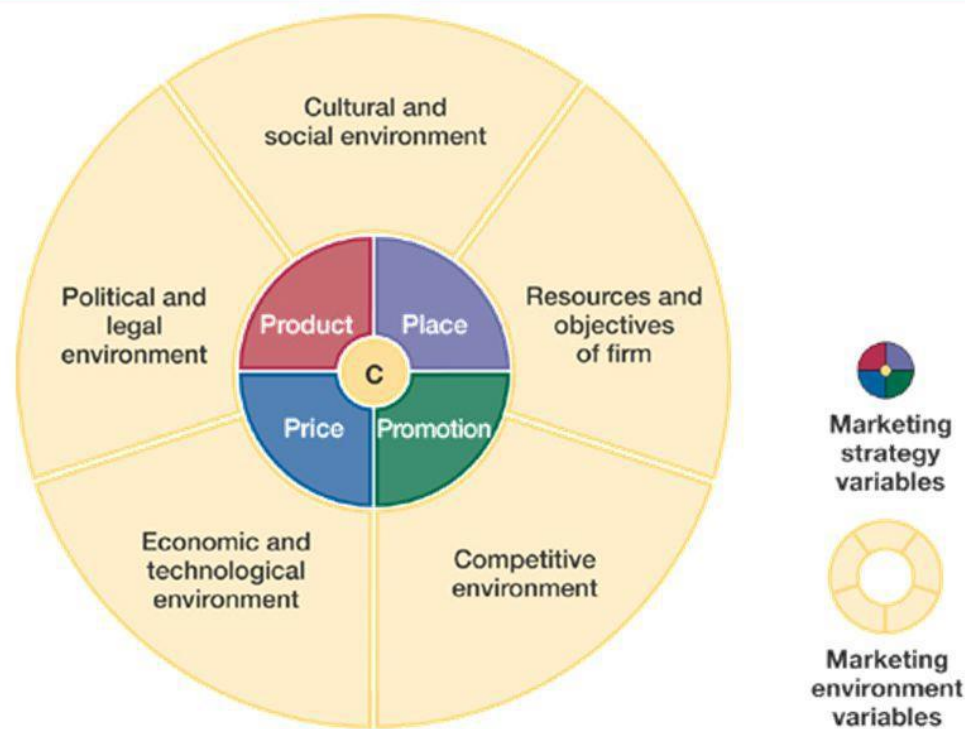 Cultural and
social environment
Political and
legal
environment
Resources and
objectives
of firm
Product
Place
C
Price
Promotion
Economic and
technological
environment
Competitive
environment
Marketing
strategy
variables
Marketing
environment
variables